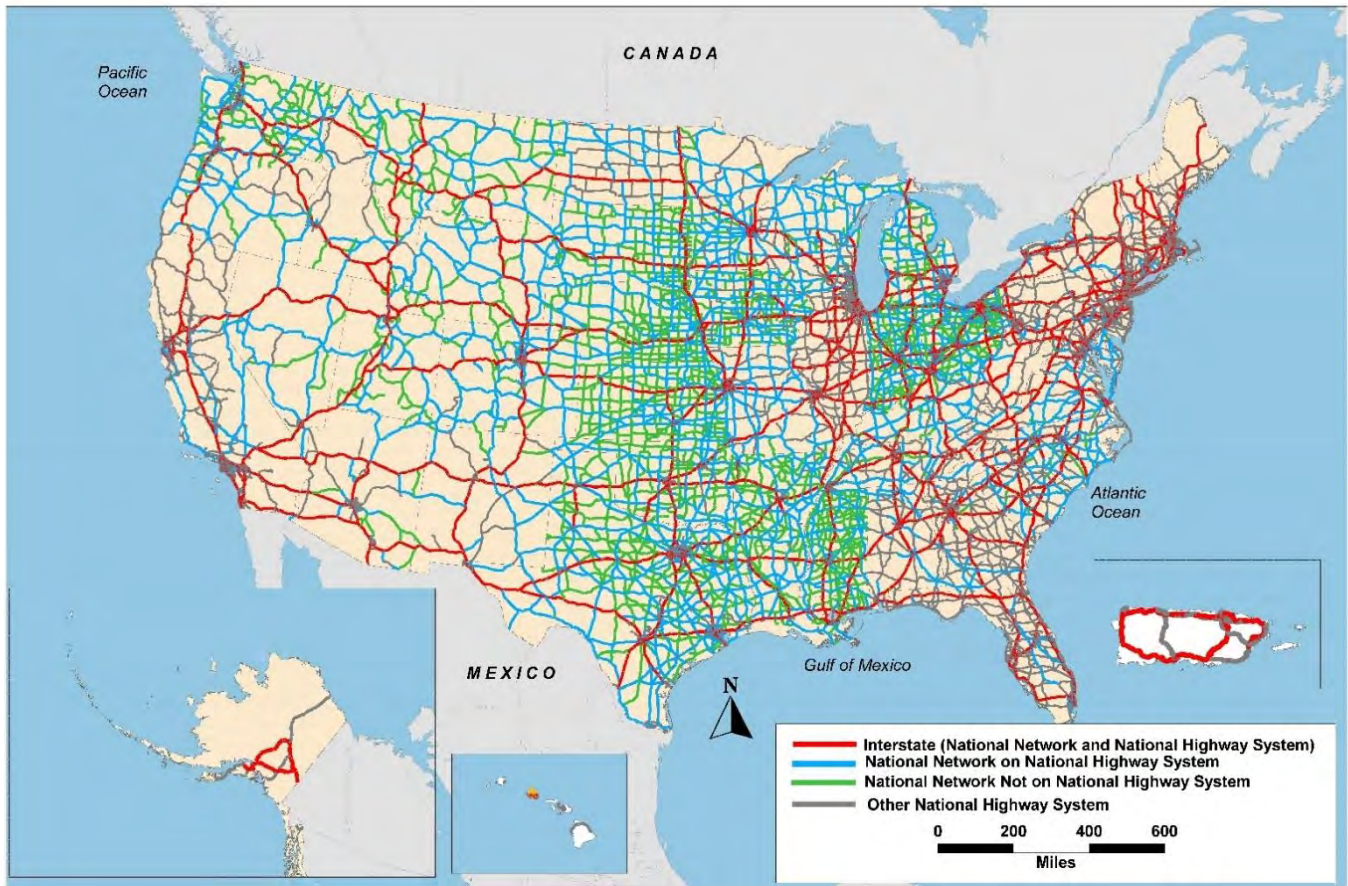 CANADA
Pacific
Ocean
Atlantic
Ocean
Gulf of Mexico
MEXICO
N
Interstate (National Network and National Highway System)
National Network on National Highway System
National Network Not on National Highway System
Other National Highway System
0 200 400 600
Miles